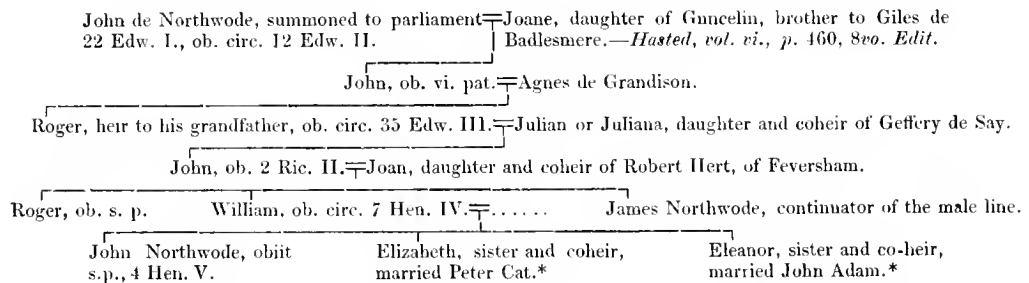 John de Northwode, summoned to parliament=Joane, daughter of Guncelin, brother to Giles de
22 Edw. I., ob. circ. 12 Edw. II. Badlesmere.—Hasted, vol. vi., p. 460, 8vo. Edit.
John, ob. vi. pat.=Agnes de Grandison.
Roger, heir to his grandfather, ob. circ. 35 Edw. III.=Julian or Juliana, daughter and coheir of Geffery de Say.
John, ob. 2 Ric. II.=Joan, daughter and coheir of Robert Hert, of Feversham.
Roger, ob. s. p. William, ob. circ. 7 Hen. IV.=...... James Northwode, continuator of the male line.
John Northwode, obiit Elizabeth, sister and coheir, Eleanor, sister and co-heir,
s.p., 4 Hen. V. married Peter Cat.* married John Adam.*